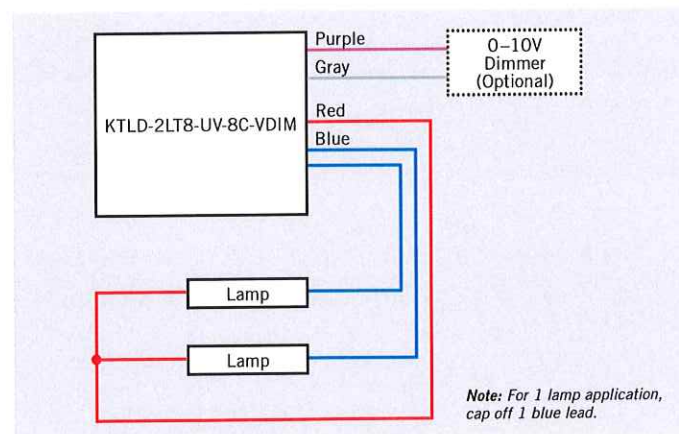 Purple
Gray
0–10V
Dimmer
(Optional)
Red
KTLD-2LT8-UV-8C-VDIM
Blue
Lamp
Lamp
Note: For 1 lamp application,
cap off 1 blue lead.